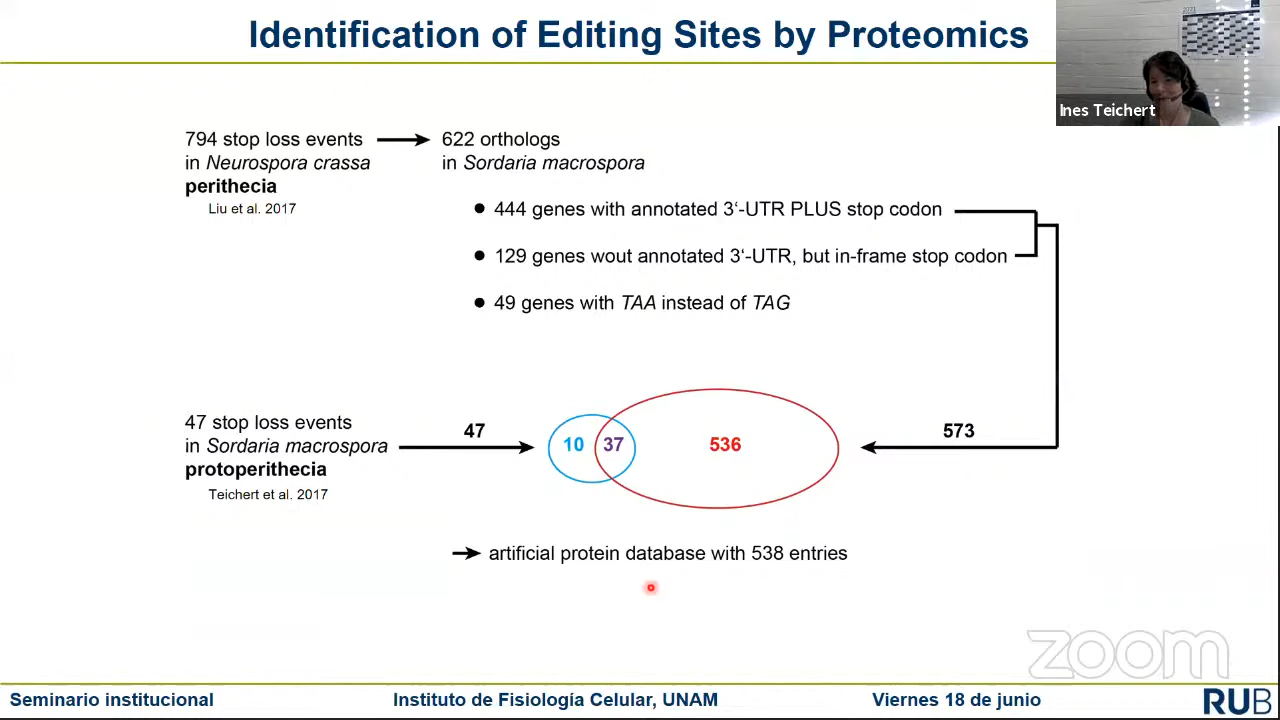 Identification of Editing Sites by Proteomics
Ines Teichert
794 stop loss events
in Neurospora crassa
perithecia
Liu et al. 2017
622 orthologs
in Sordaria macrospora
● 444 genes with annotated 3‘-UTR PLUS stop codon
● 129 genes wout annotated 3‘-UTR, but in-frame stop codon
● 49 genes with TAA instead of TAG
47 stop loss events
in Sordaria macrospora
protoperithecia
Teichert et al. 2017
47
10
37
536
573
artificial protein database with 538 entries
zoom
Seminario institucional
Instituto de Fisiología Celular, UNAM
Viernes 18 de junio
RUB